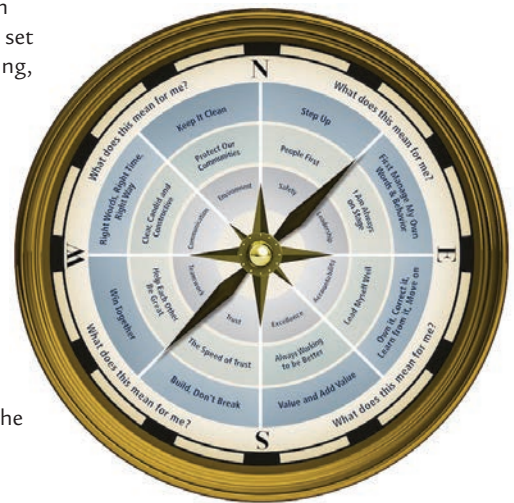 n
set
ng,
he
N
E
S
W
What does this mean for me?
What does this mean for me?
What does this mean for me?
What does this mean for me?
Step Up
People First
Safety
First Manage My Own
Words & Behavior
I Am Always
on Stage
Leadership
Own it, Correct it,
Learn from it, Move on
Lead Myself Well
Accountability
Value and Add Value
Always Working
to be Better
Excellence
Build, Don't Break
The Speed of Trust
Trust
Win Together
Help Each Other
Be Great
Teamwork
Right Words, Right Time,
Right Way
Clear, Candid and
Constructive
Communication
Keep It Clean
Protect Our
Communities
Environment